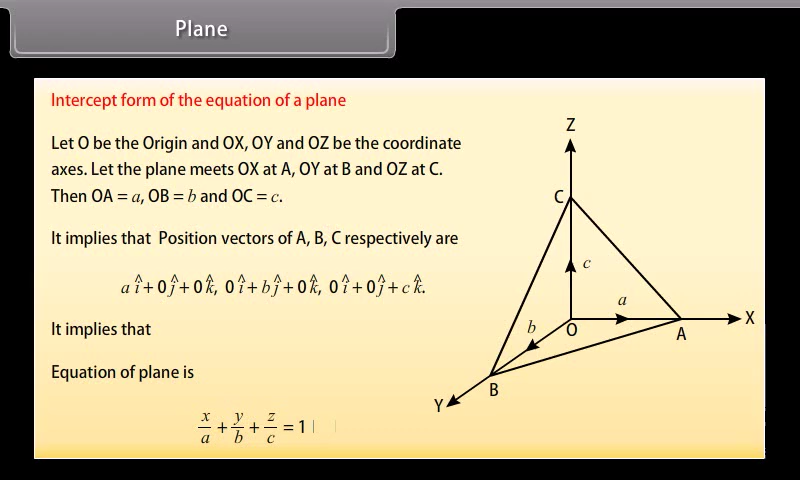 Plane
Intercept form of the equation of a plane
Let O be the Origin and OX, OY and OZ be the coordinate
axes. Let the plane meets OX at A, OY at B and OZ at C.
Then OA = a, OB = b and OC = c.
It implies that Position vectors of A, B, C respectively are
a î + 0 ĵ + 0 k̂, 0 î + b ĵ + 0 k̂, 0 î + 0 ĵ + c k̂.
It implies that
Equation of plane is
x/a + y/b + z/c = 1
Z
C
c
a
X
b
O
A
B
Y